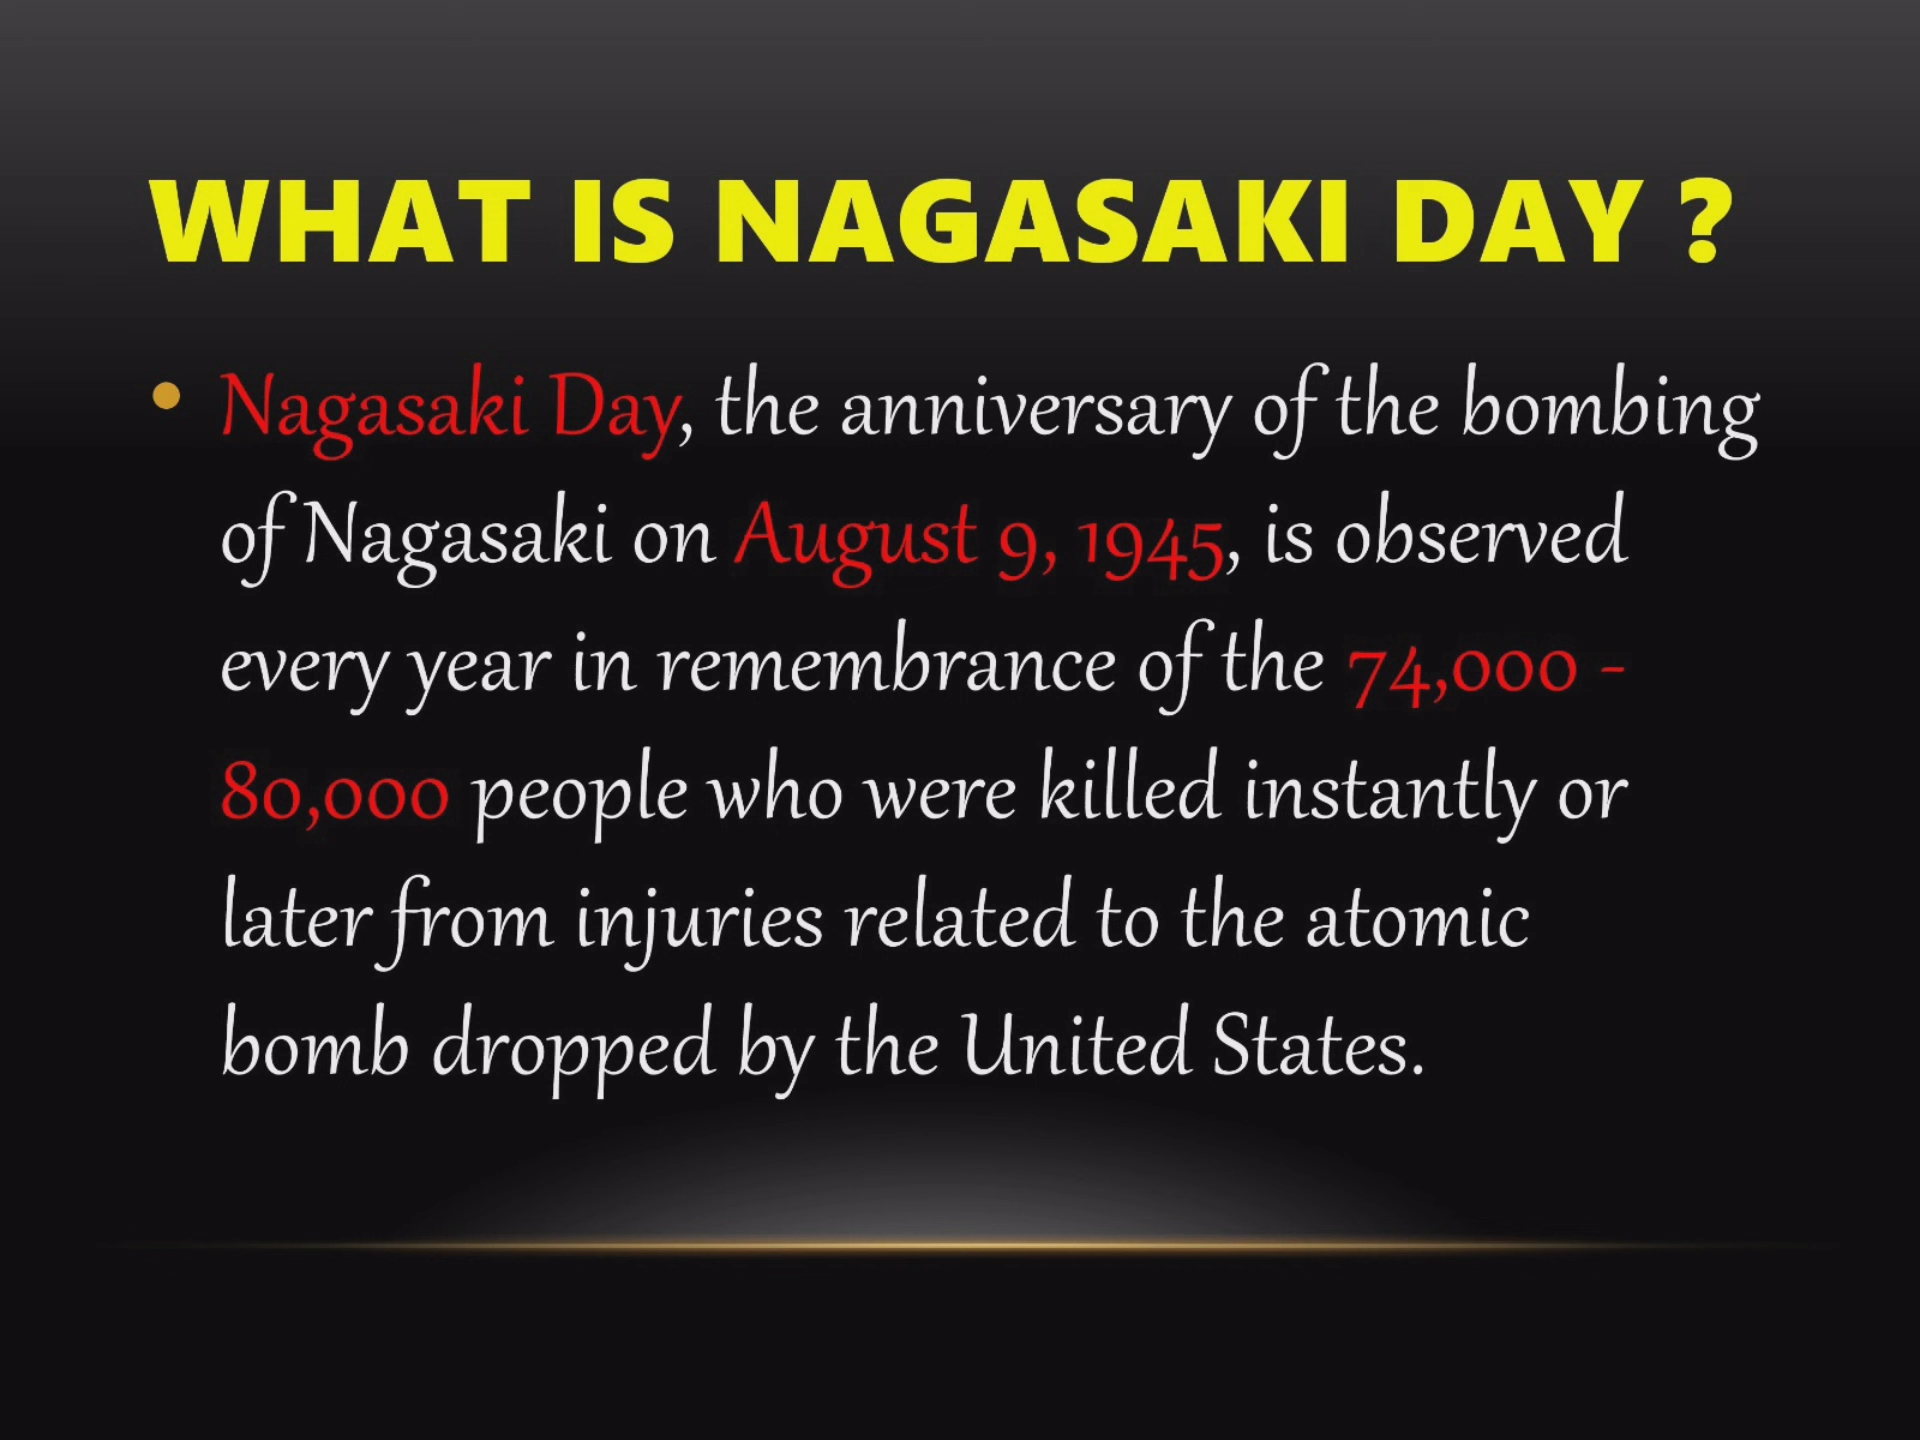 WHAT IS NAGASAKI DAY ?
• Nagasaki Day, the anniversary of the bombing
of Nagasaki on August 9, 1945, is observed
every year in remembrance of the 74,000 -
80,000 people who were killed instantly or
later from injuries related to the atomic
bomb dropped by the United States.